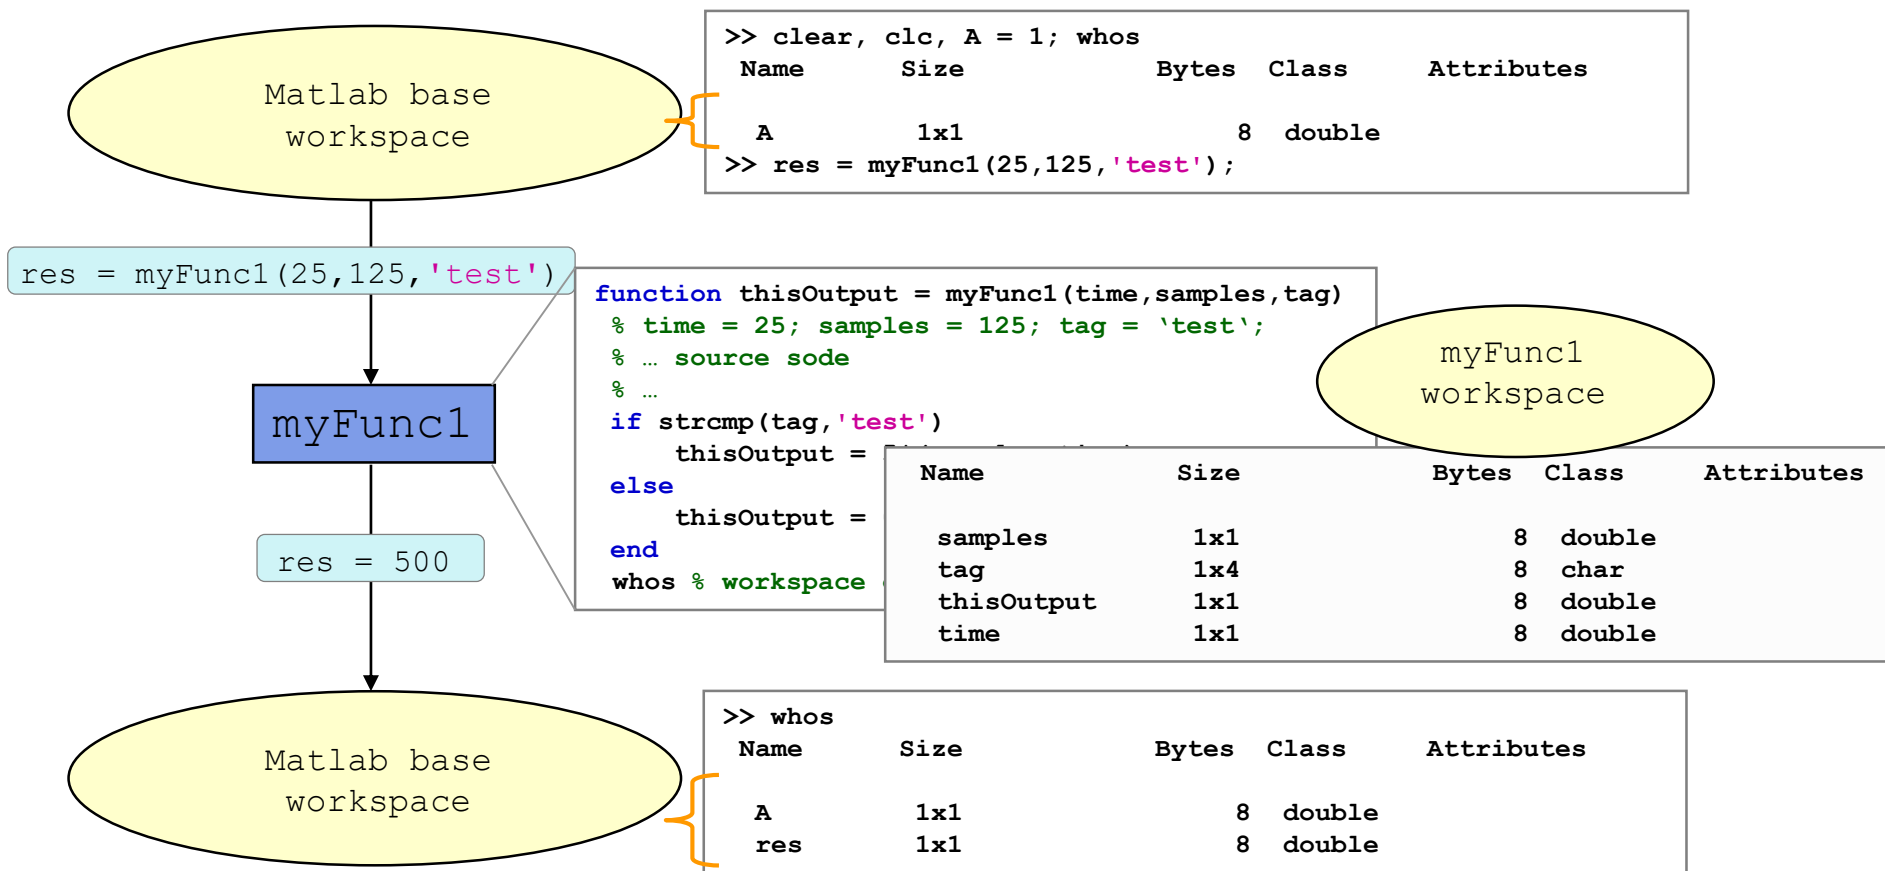 Matlab base
workspace
>> clear, clc, A = 1; whos
Name Size Bytes Class Attributes
A 1x1 8 double
>> res = myFunc1(25,125,'test');
res = myFunc1(25,125,'test')
function thisOutput = myFunc1(time,samples,tag)
% time = 25; samples = 125; tag = ‘test‘;
% … source sode
% …
if strcmp(tag,'test')
thisOutput =
else
thisOutput =
end
whos % workspace
myFunc1
workspace
myFunc1
Name Size Bytes Class Attributes
samples 1x1 8 double
tag 1x4 8 char
thisOutput 1x1 8 double
time 1x1 8 double
res = 500
Matlab base
workspace
>> whos
Name Size Bytes Class Attributes
A 1x1 8 double
res 1x1 8 double